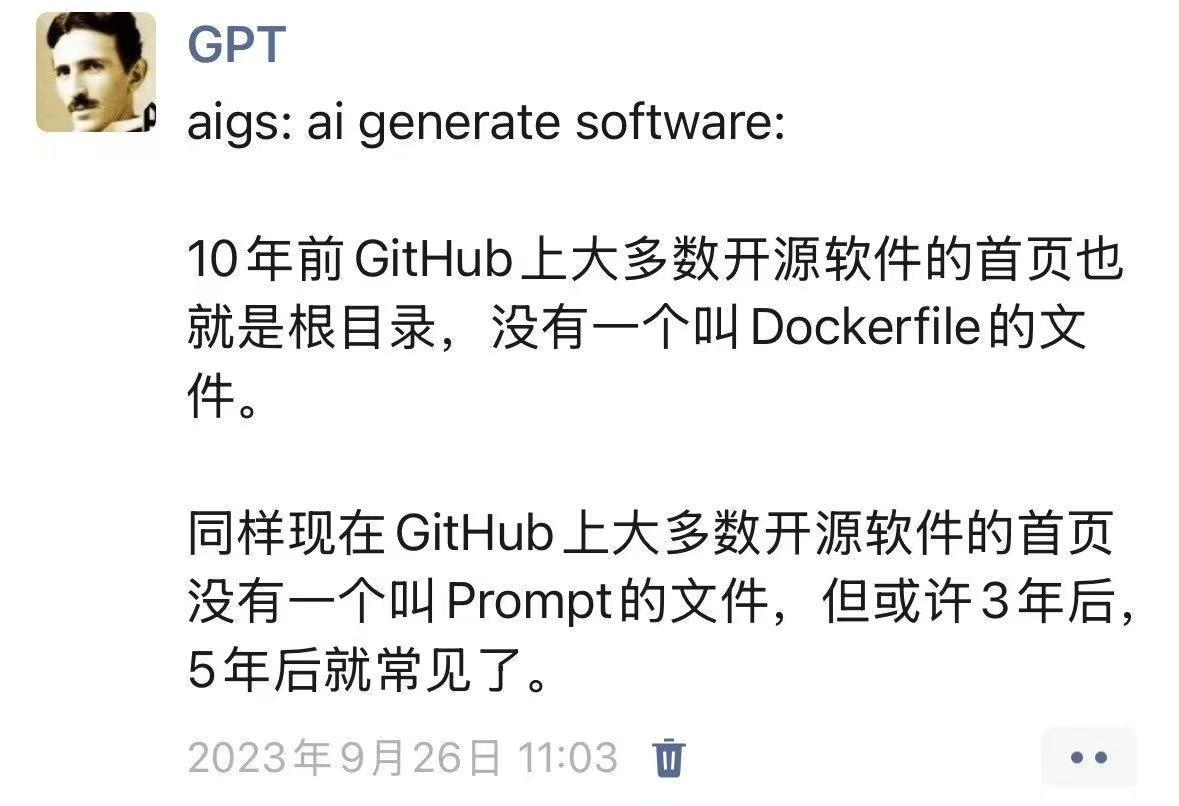 GPT
aigs: ai generate software:
10年前GitHub上大多数开源软件的首页也
就是根目录，没有一个叫Dockerfile的文
件。
同样现在GitHub上大多数开源软件的首页
没有一个叫Prompt的文件，但或许3年后，
5年后就常见了。
2023年9月26日 11:03